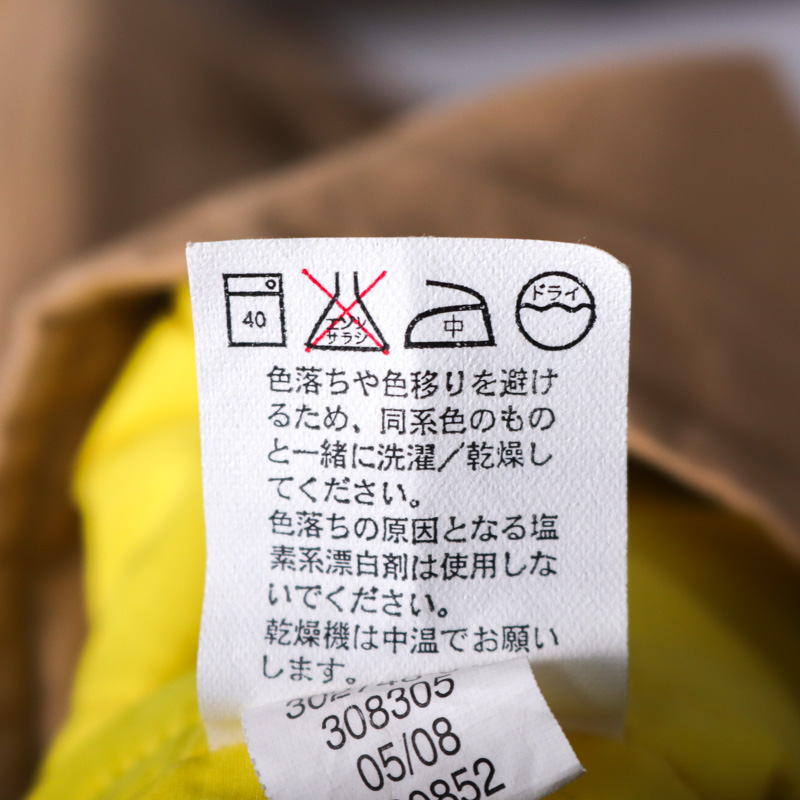 40
エンソ
サラシ
中
ドライ
色落ちや色移りを避け
るため、同系色のもの
と一緒に洗濯／乾燥し
てください。
色落ちの原因となる塩
素系漂白剤は使用しな
いでください。
乾燥機は中温でお願い
します。
308305
05/08